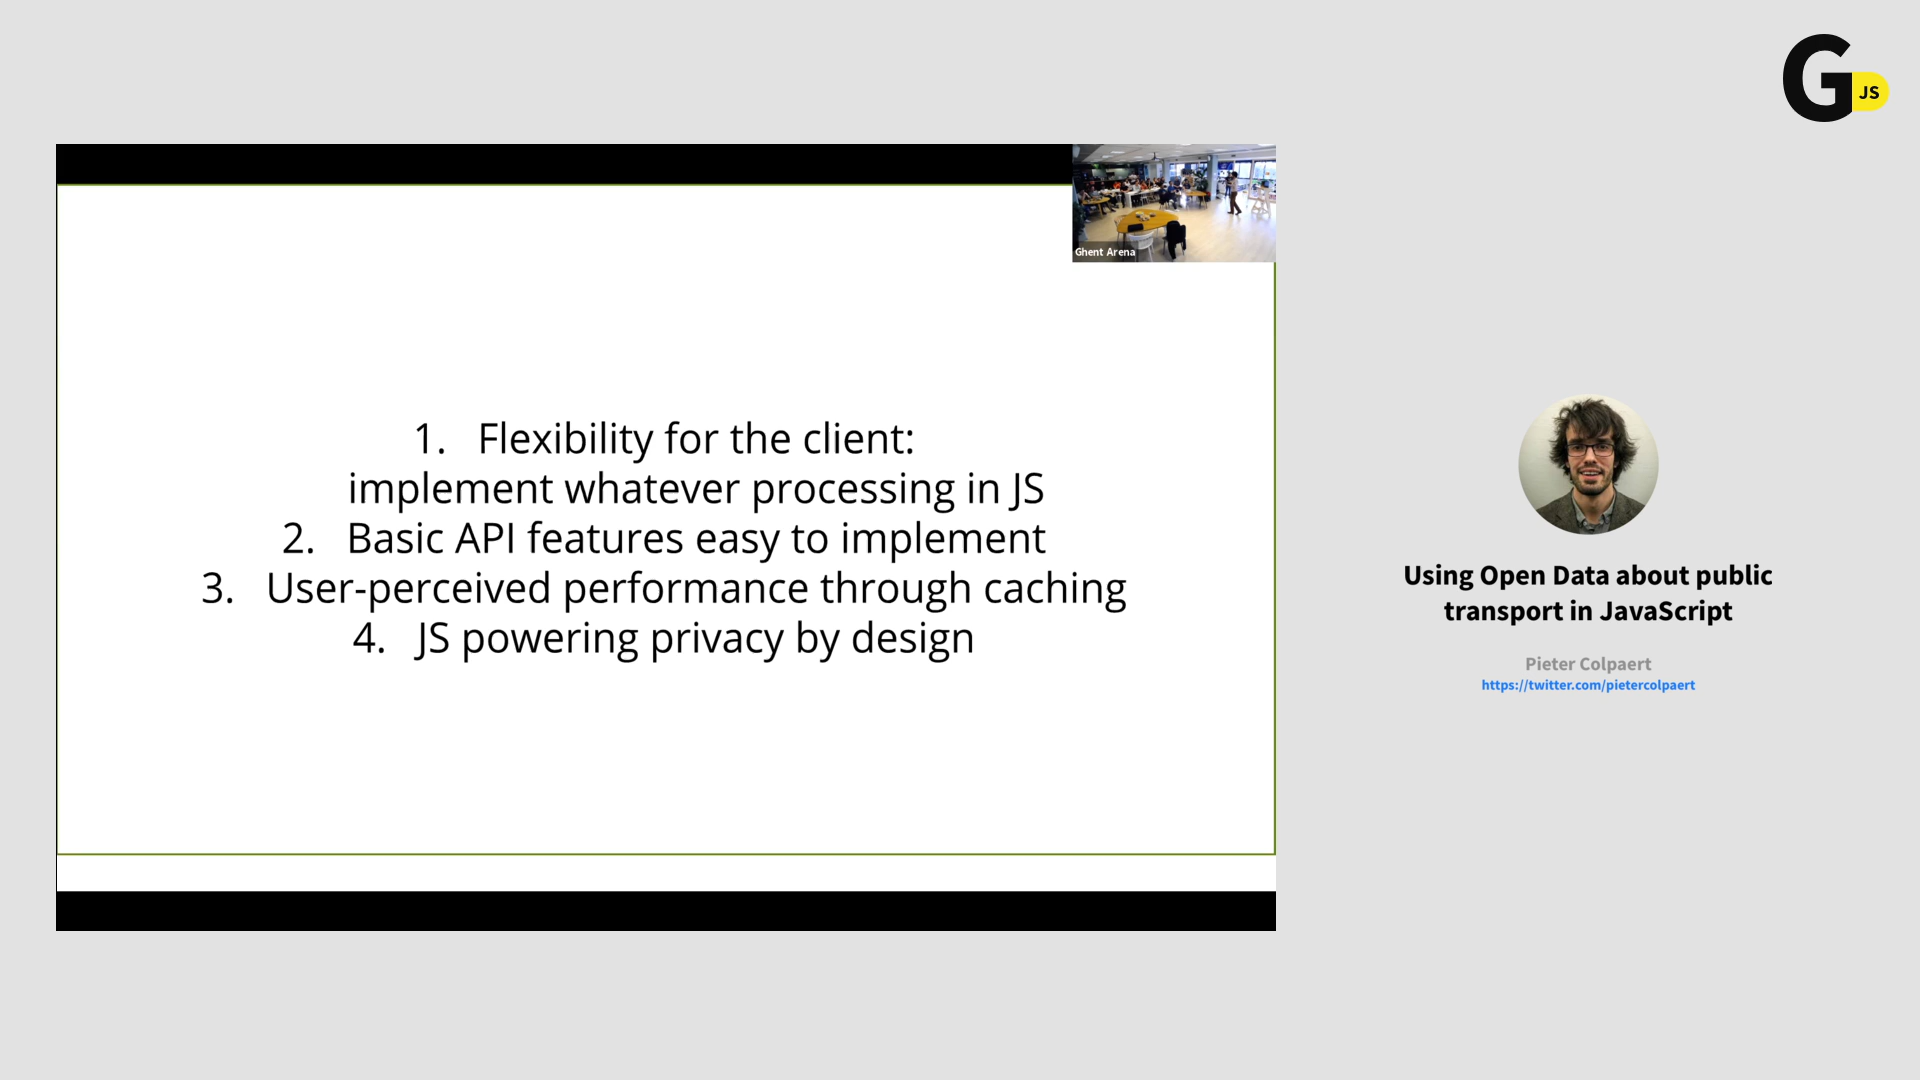 G JS
Ghent Arena
1. Flexibility for the client:
implement whatever processing in JS
2. Basic API features easy to implement
3. User-perceived performance through caching
4. JS powering privacy by design
Using Open Data about public
transport in JavaScript
Pieter Colpaert
https://twitter.com/pietercolpaert